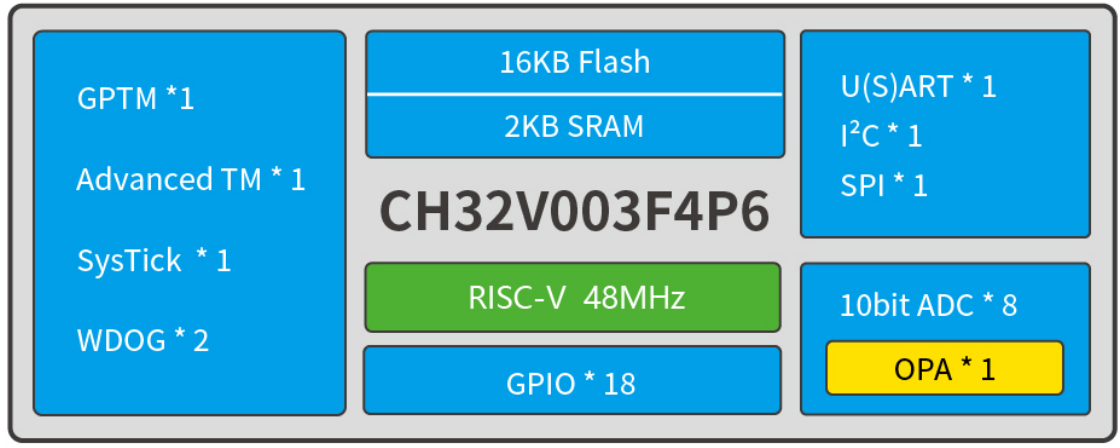 GPTM *1
Advanced TM * 1
SysTick * 1
WDOG * 2
16KB Flash
2KB SRAM
CH32V003F4P6
RISC-V 48MHz
GPIO * 18
U(S)ART * 1
I²C * 1
SPI * 1
10bit ADC * 8
OPA * 1